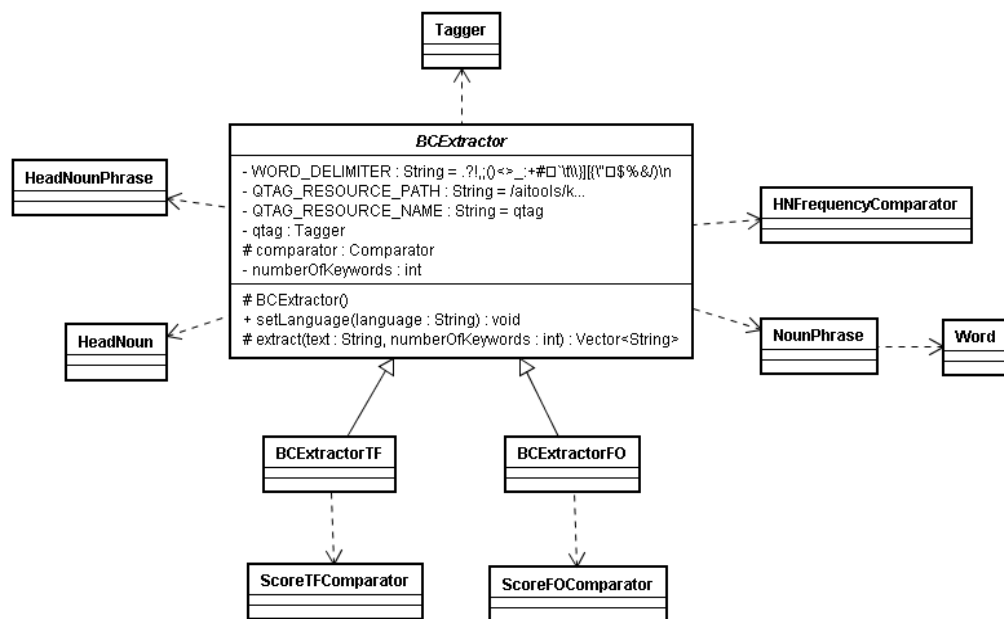 Tagger
BCExtractor
- WORD_DELIMITER : String = .?!,;()<>_:+#□¨\t\\}][{\"□$%&/)\n
HeadNounPhrase
- QTAG_RESOURCE_PATH : String = /aitools/k...
- QTAG_RESOURCE_NAME : String = qtag
HNFrequencyComparator
- qtag : Tagger
# comparator : Comparator
- numberOfKeywords : int
# BCExtractor()
+ setLanguage(language : String) : void
# extract(text : String, numberOfKeywords : int) : Vector<String>
HeadNoun
NounPhrase
Word
BCExtractorTF
BCExtractorFO
ScoreTFComparator
ScoreFOComparator